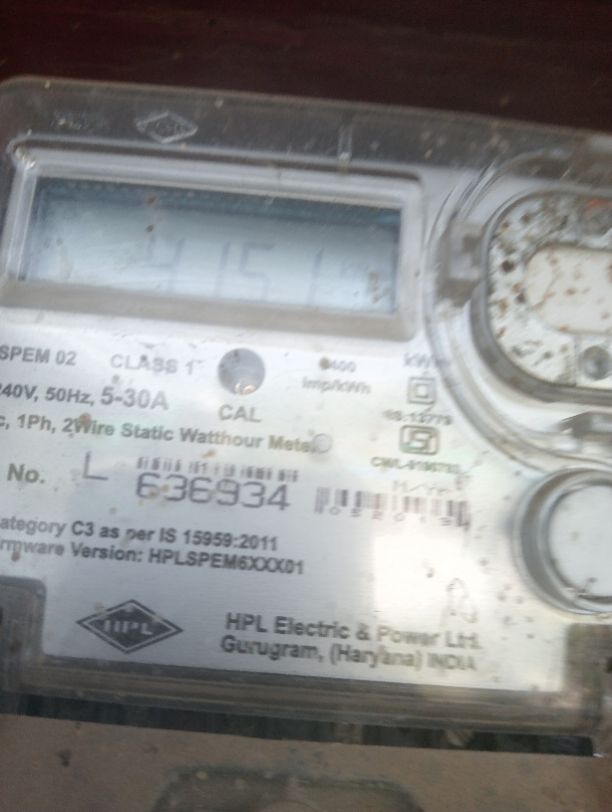 4151
SPEM 02 CLASS 1
240V, 50Hz, 5-30A
CAL
Imp/kWh
1Ph, 2Wire Static Watthour Meter
No. L 636934
ategory C3 as per IS 15959:2011
rmware Version: HPLSPEM6XXX01
HPL
HPL Electric & Power Ltd.
Gurugram, (Haryana) INDIA